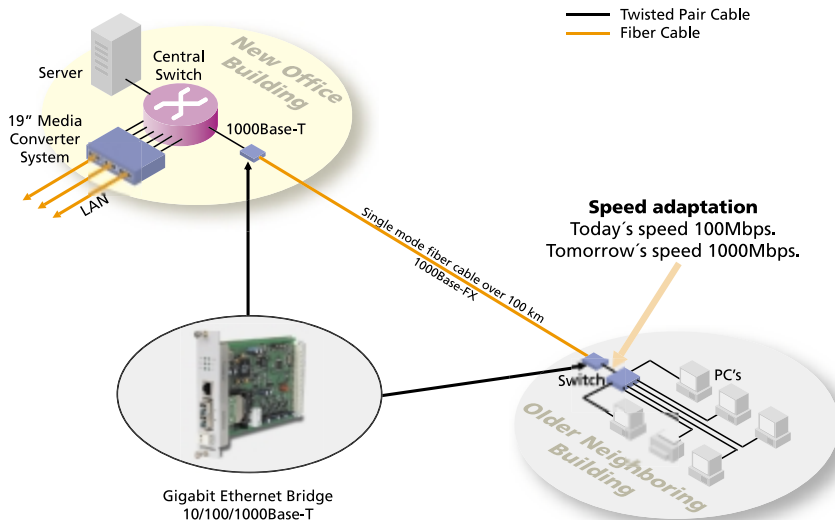 Twisted Pair Cable
Fiber Cable
New Office
Building
Server
Central
Switch
19" Media
Converter
System
1000Base-T
LAN
Single mode fiber cable over 100 km
1000Base-FX
Speed adaptation
Today´s speed 100Mbps.
Tomorrow´s speed 1000Mbps.
Switch
PC's
Older Neighboring
Building
Gigabit Ethernet Bridge
10/100/1000Base-T